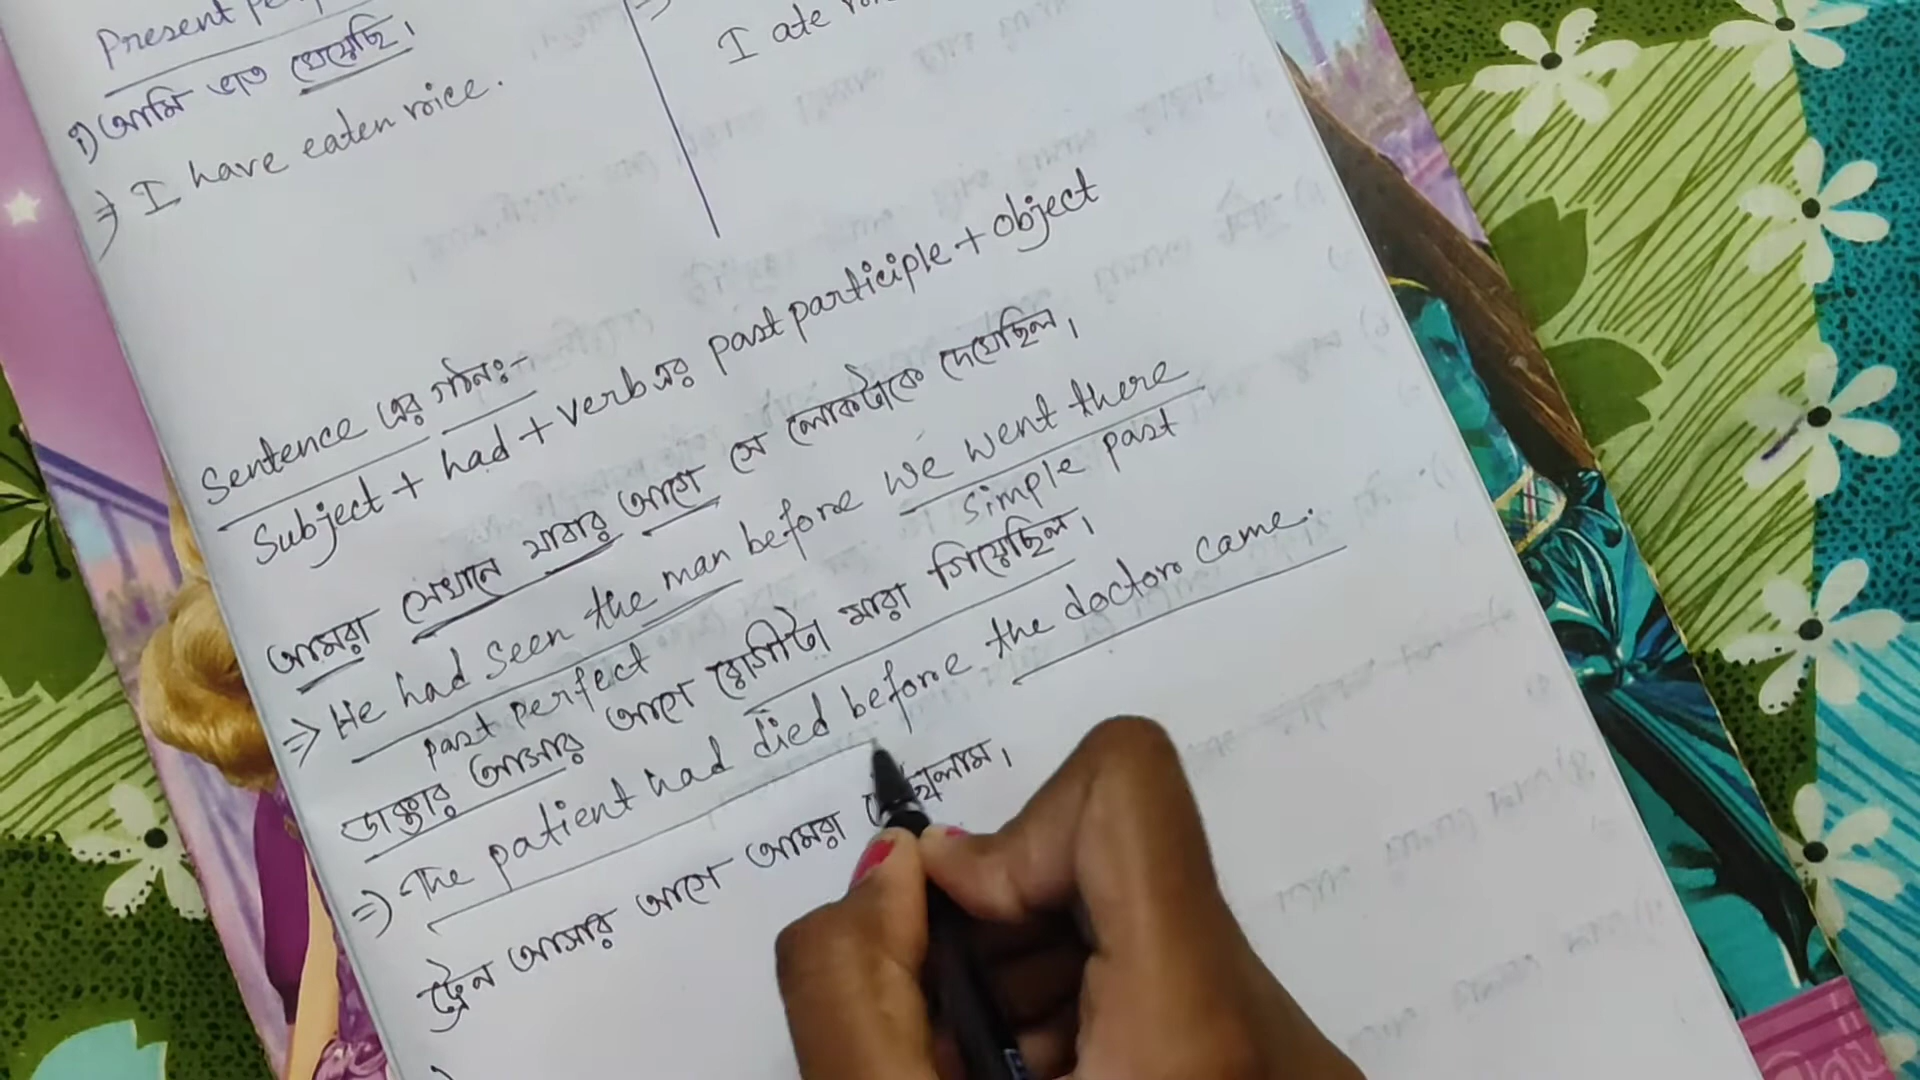 Present
১) আমি ভাত খেয়েছি।
⇒ I have eaten rice.
⇒
I ate
Sentence এর গঠনঃ-
Subject + had + verb এর past participle + object
আমরা সেখানে যাবার আগে সে লোকটাকে দেখেছিল।
⇒ He had seen the man before we went there
past perfect
simple past
ডাক্তার আসার আগে রোগীটা মারা গিয়েছিল।
⇒ The patient had died before the doctor came.
ট্রেন আসার আগে আমরা